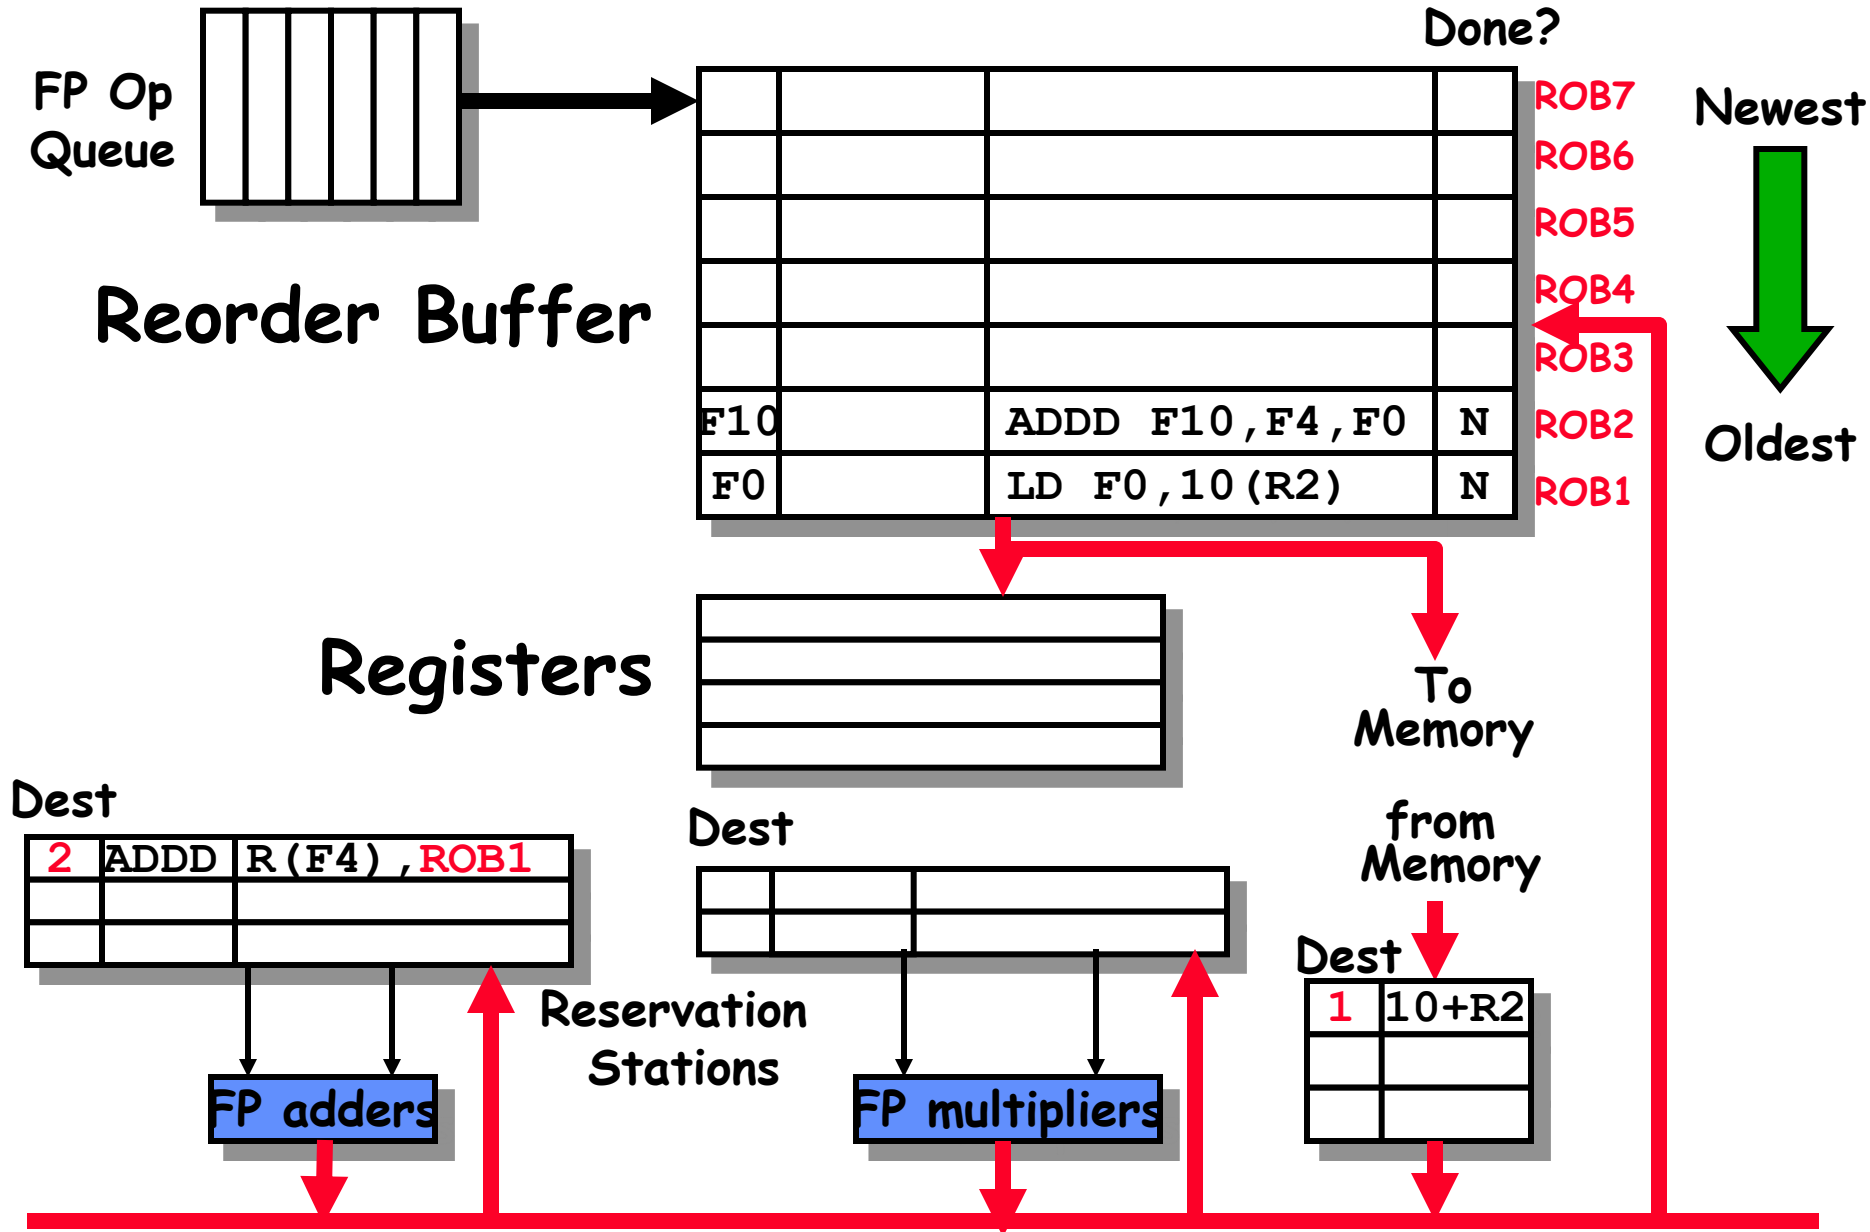 Done?
FP Op
Queue
ROB7
Newest
ROB6
ROB5
Reorder Buffer
ROB4
ROB3
F10 ADDD F10,F4,F0 N ROB2
Oldest
F0 LD F0,10(R2) N ROB1
Registers
To
Memory
Dest
Dest
from
Memory
2 ADDD R(F4),ROB1
Dest
Reservation
Stations
1 10+R2
FP adders
FP multipliers